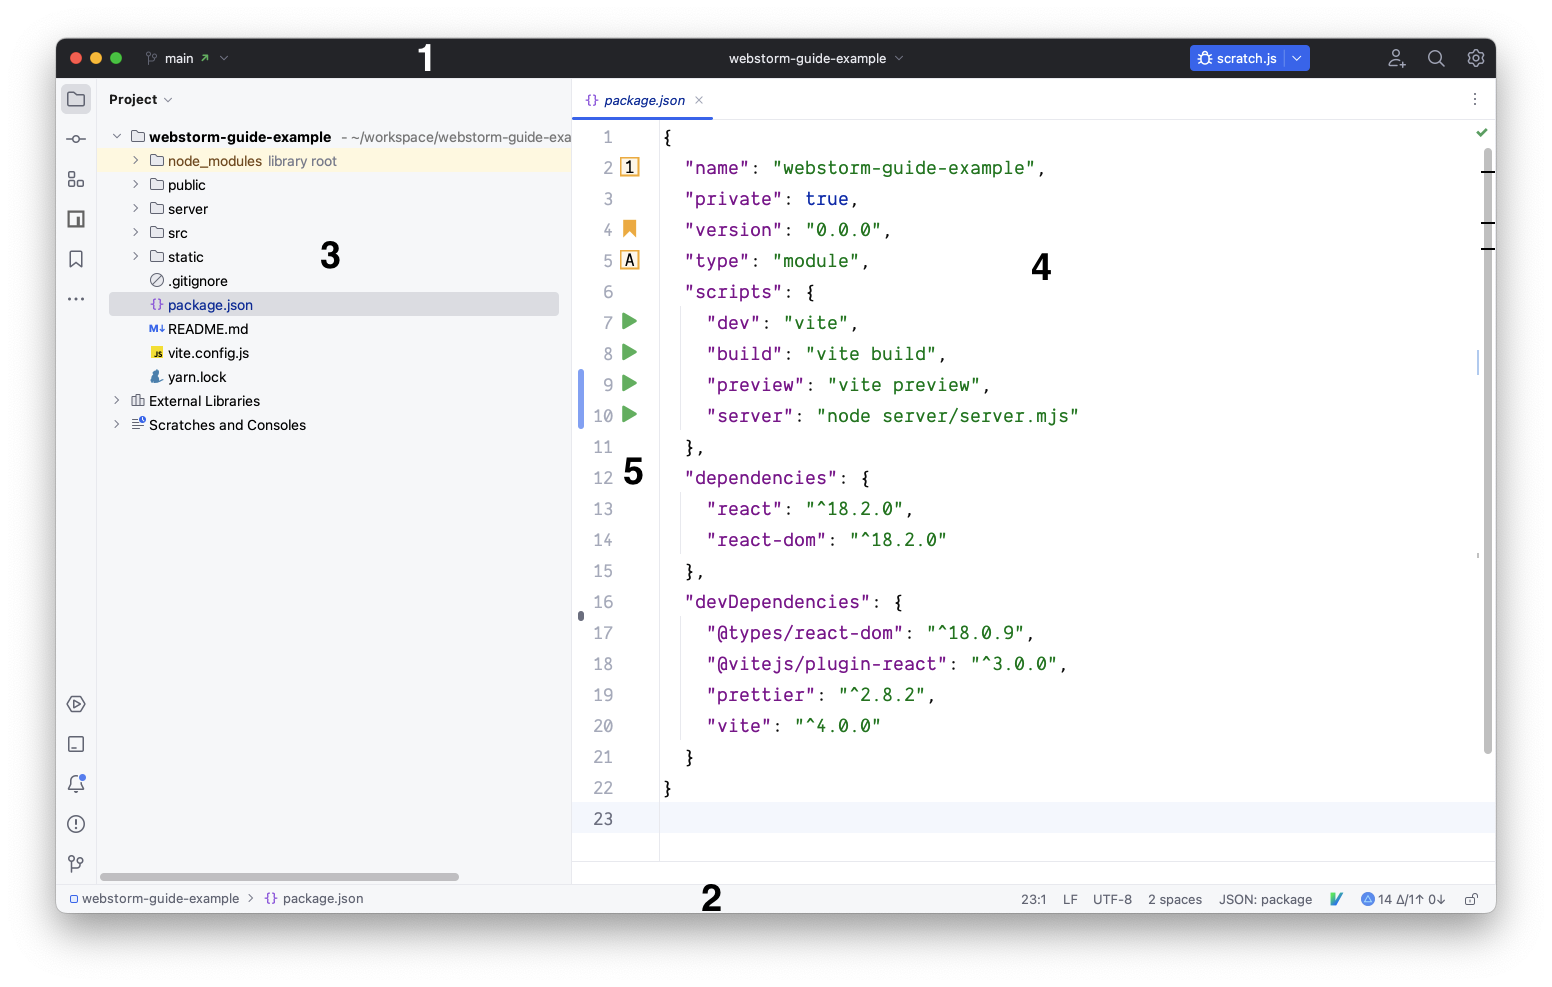 main 1 webstorm-guide-example scratch.js
Project
webstorm-guide-example - ~/workspace/webstorm-guide-exa
node_modules library root
public
server
src
static
3
.gitignore
package.json
M↓ README.md
JS vite.config.js
yarn.lock
External Libraries
Scratches and Consoles
{} package.json ×
1 {
2 1 "name": "webstorm-guide-example",
3 "private": true,
4 "version": "0.0.0",
5 A "type": "module",
4
6 "scripts": {
7 "dev": "vite",
8 "build": "vite build",
9 "preview": "vite preview",
10 "server": "node server/server.mjs"
11 },
5
12 "dependencies": {
13 "react": "^18.2.0",
14 "react-dom": "^18.2.0"
15 },
16 "devDependencies": {
17 "@types/react-dom": "^18.0.9",
18 "@vitejs/plugin-react": "^3.0.0",
19 "prettier": "^2.8.2",
20 "vite": "^4.0.0"
21 }
22 }
23
webstorm-guide-example > {} package.json 2 23:1 LF UTF-8 2 spaces JSON: package 14 Δ/1↑ 0↓